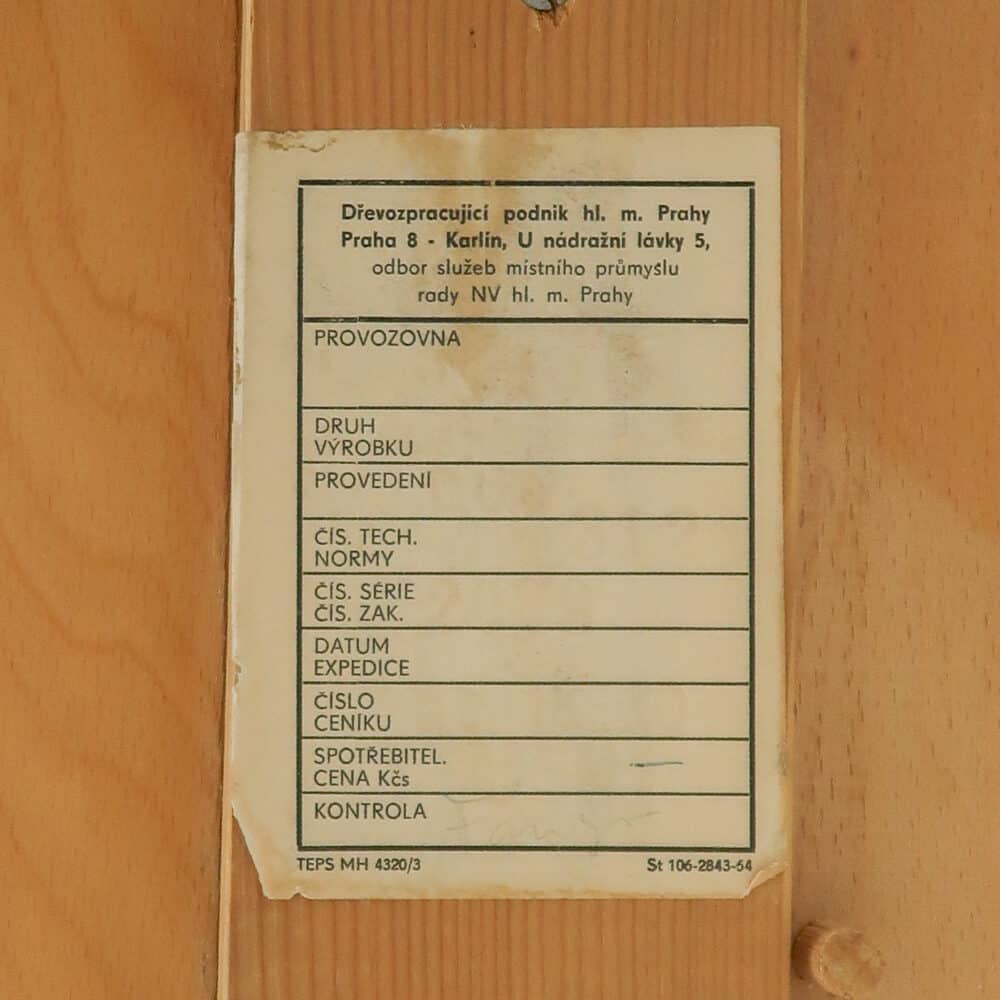 Dřevozpracující podnik hl. m. Prahy
Praha 8 - Karlín, U nádražní lávky 5,
odbor služeb místního průmyslu
rady NV hl. m. Prahy
PROVOZOVNA
DRUH
VÝROBKU
PROVEDENÍ
ČÍS. TECH.
NORMY
ČÍS. SÉRIE
ČÍS. ZAK.
DATUM
EXPEDICE
ČÍSLO
CENÍKU
SPOTŘEBITEL.
CENA Kčs
KONTROLA
TEPS MH 4320/3
St 106-2843-64